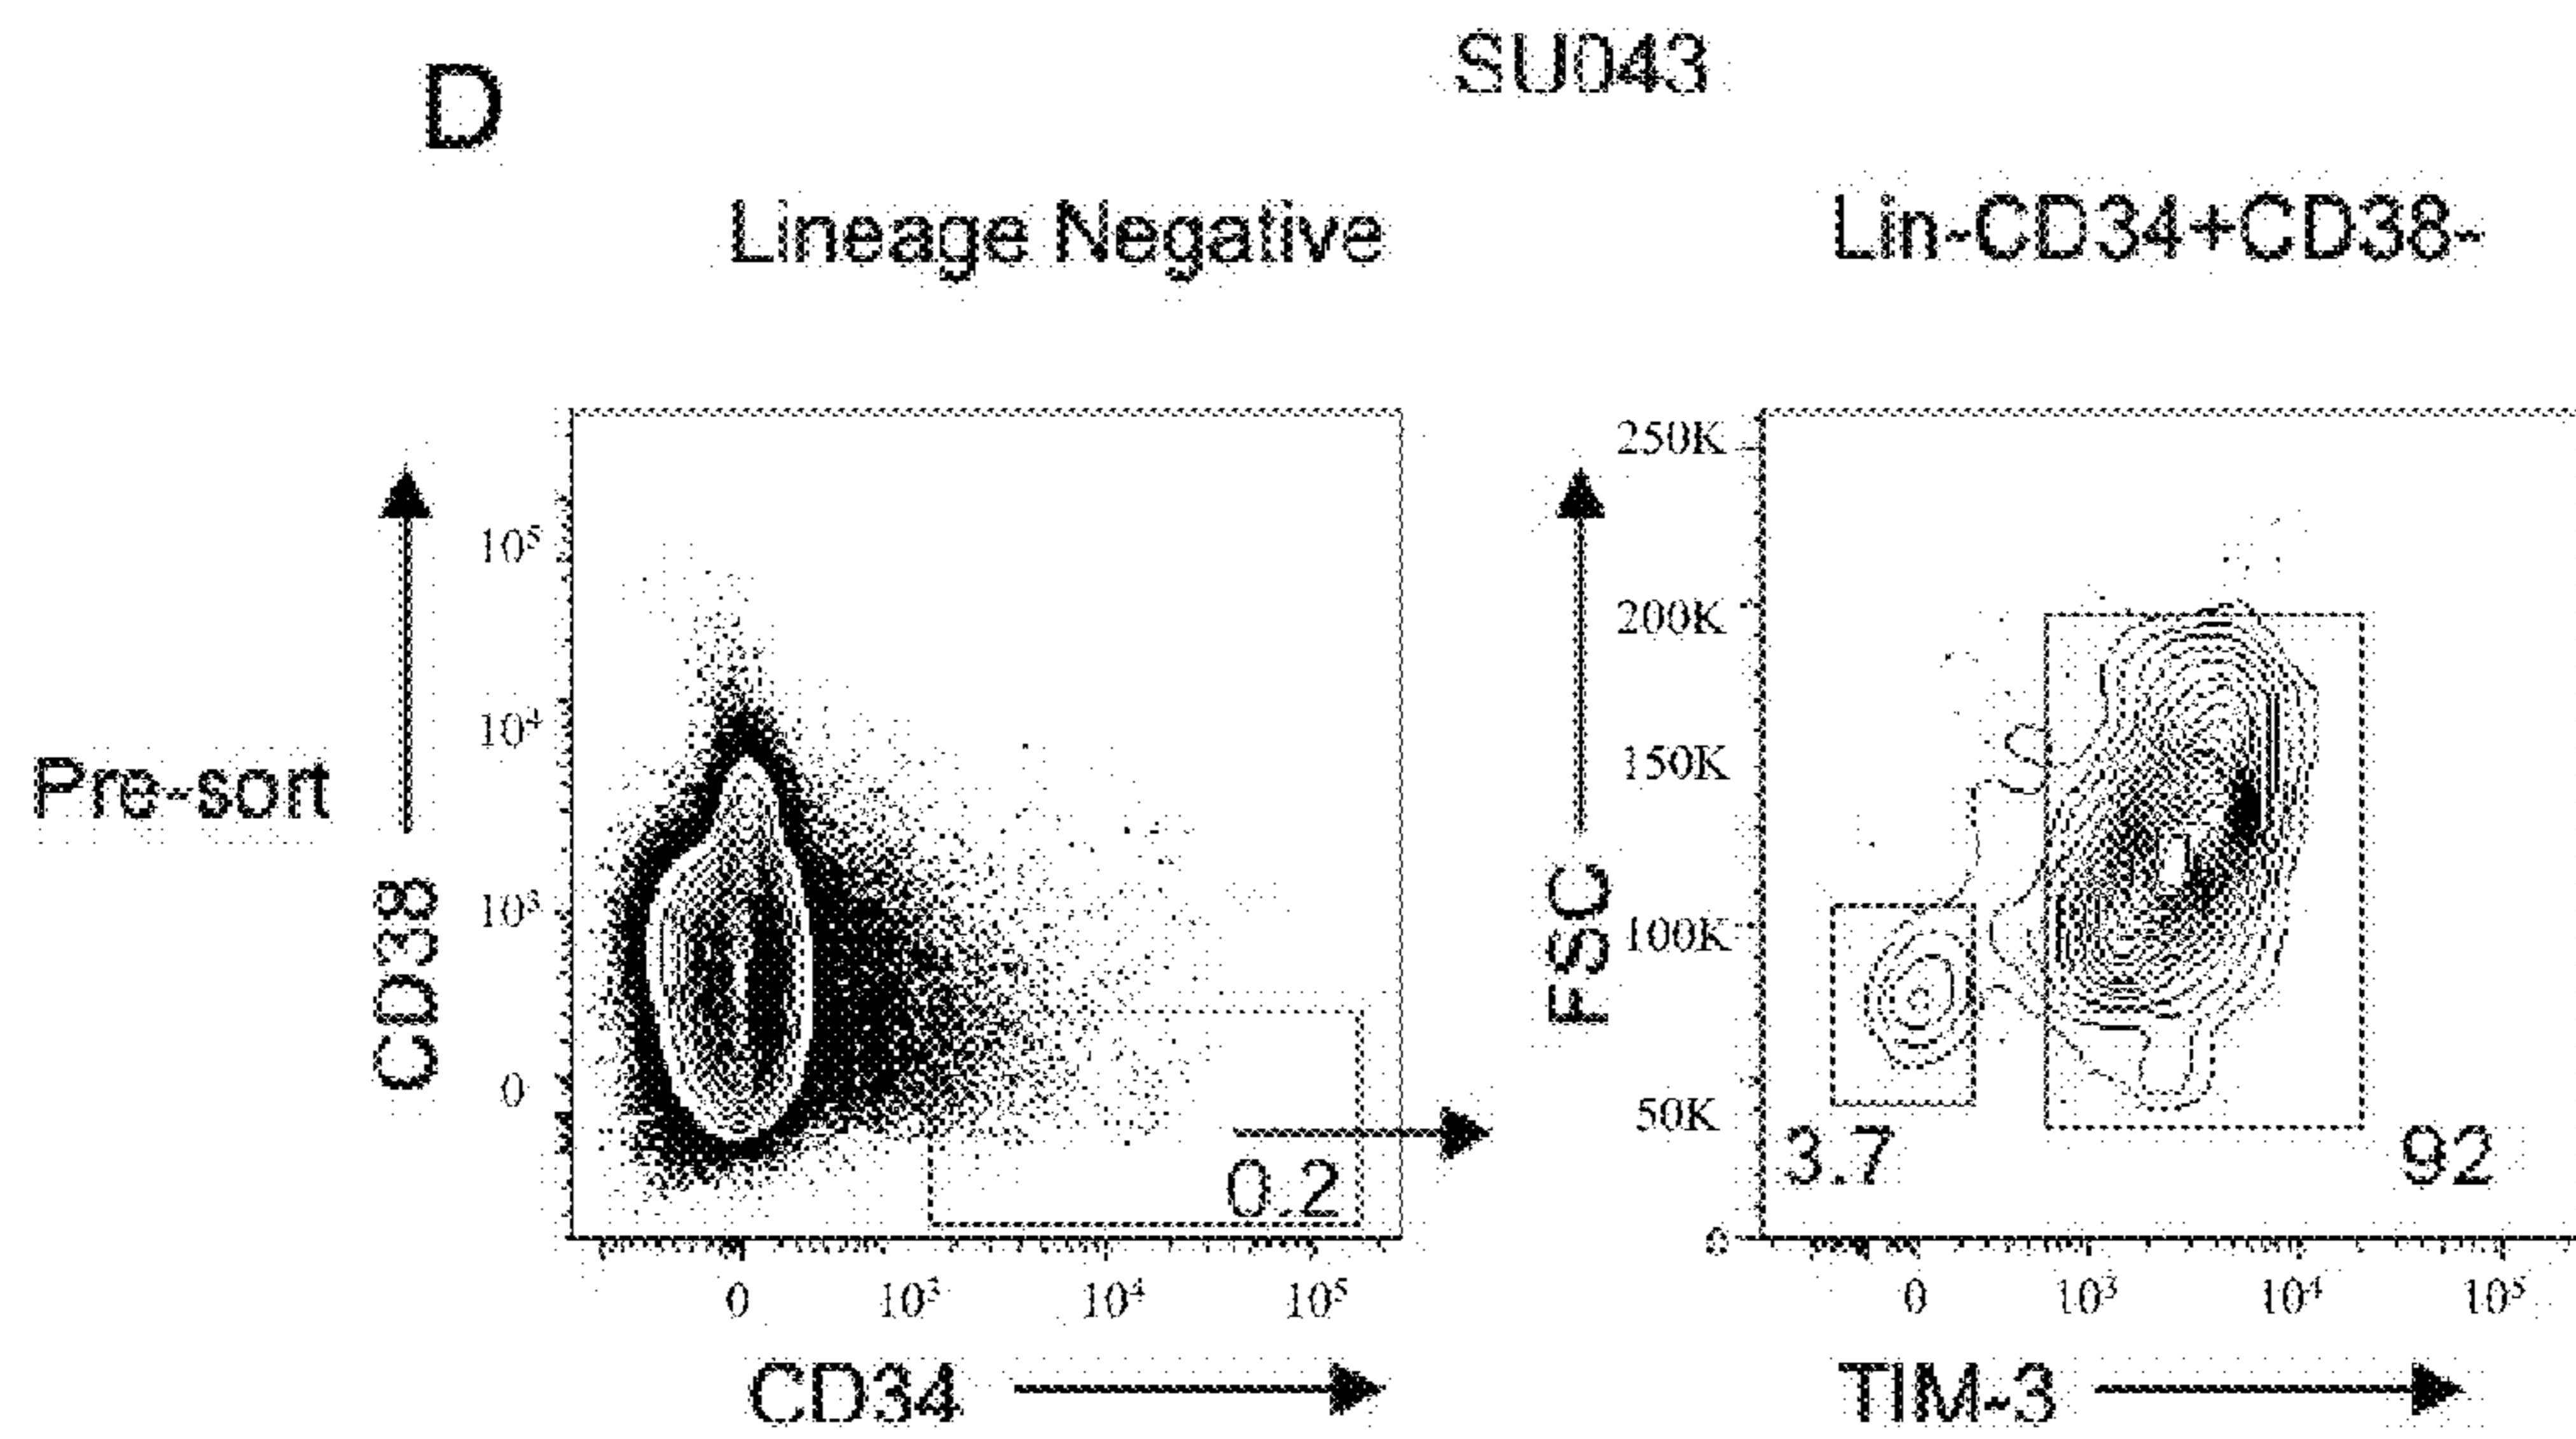 D
SU043
Lineage Negative
Lin-CD34+CD38-
Pre-sort
CD38
10⁵
10⁴
10³
0
0.2
0
10³
10⁴
10⁵
CD34
FSC
250K
200K
150K
100K
50K
0
3.7
92
0
10³
10⁴
10⁵
TIM-3